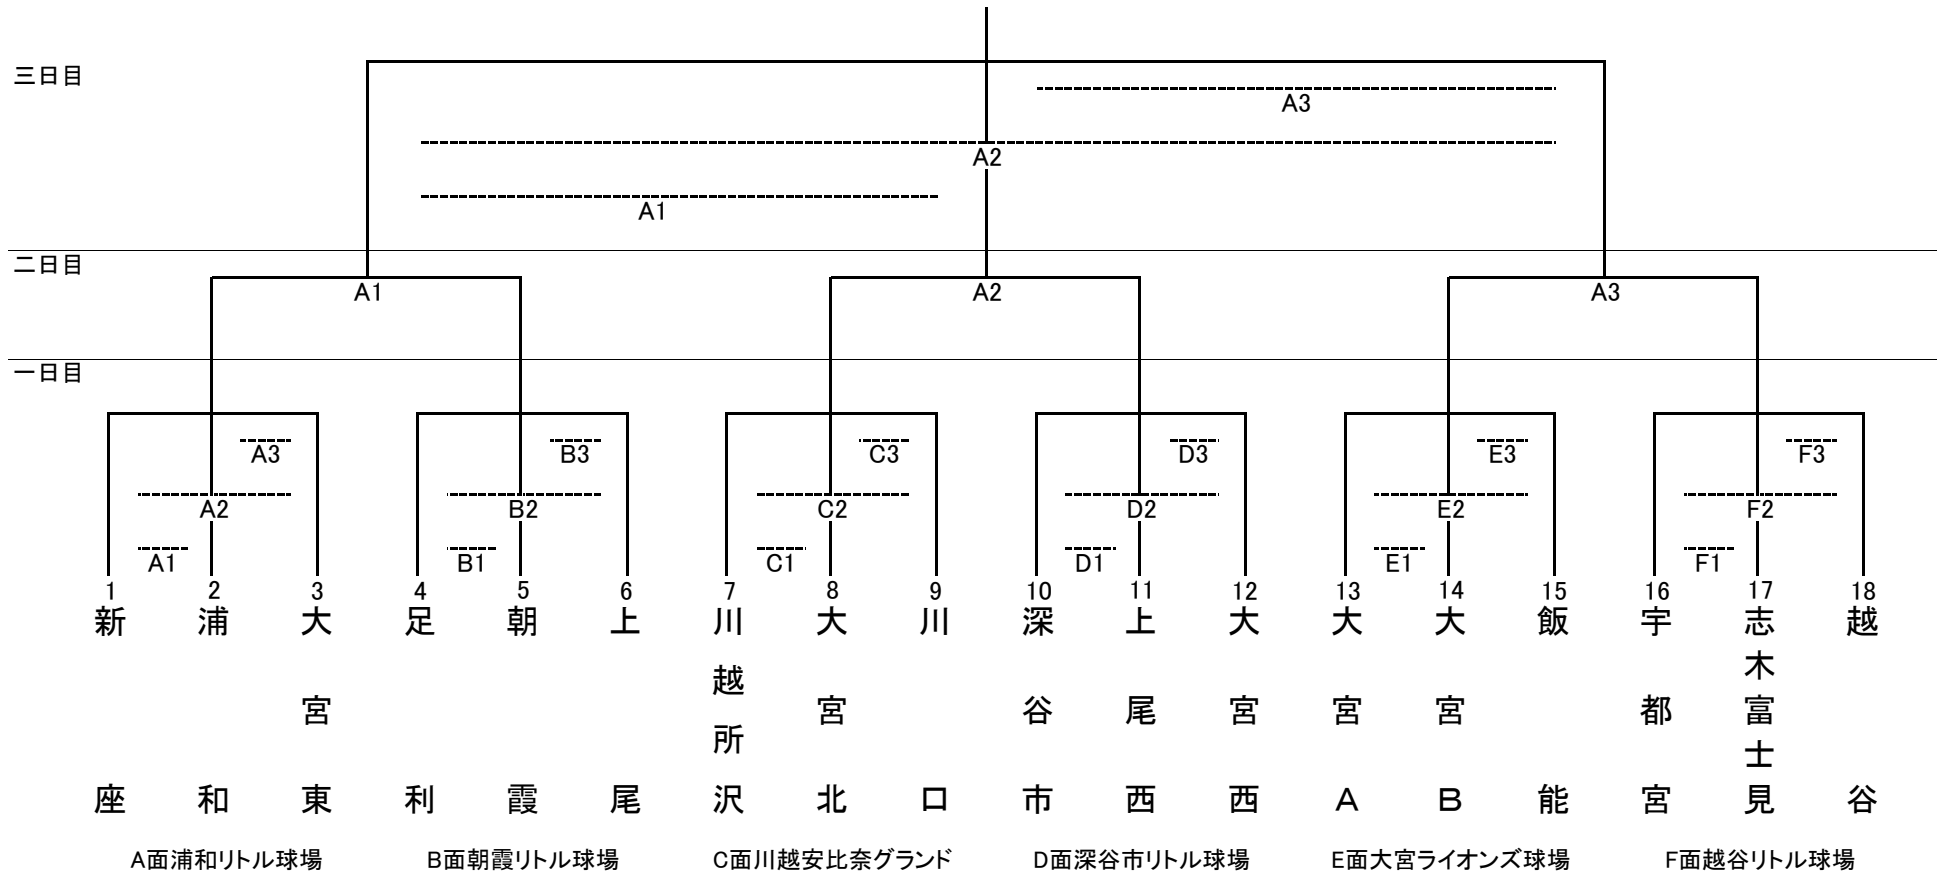 三日目
A3
A2
A1
二日目
A1 A2 A3
一日目
A3 B3 C3 D3 E3 F3
A2 B2 C2 D2 E2 F2
A1 B1 C1 D1 E1 F1
1 2 3 4 5 6 7 8 9 10 11 12 13 14 15 16 17 18
新座
浦和
大宮東
足利
朝霞
上尾
川越所沢
大宮北
川口
深谷市
上尾西
大宮西
大宮A
大宮B
飯能
宇都宮
志木富士見
越谷
A面浦和リトル球場 B面朝霞リトル球場 C面川越安比奈グランド D面深谷市リトル球場 E面大宮ライオンズ球場 F面越谷リトル球場